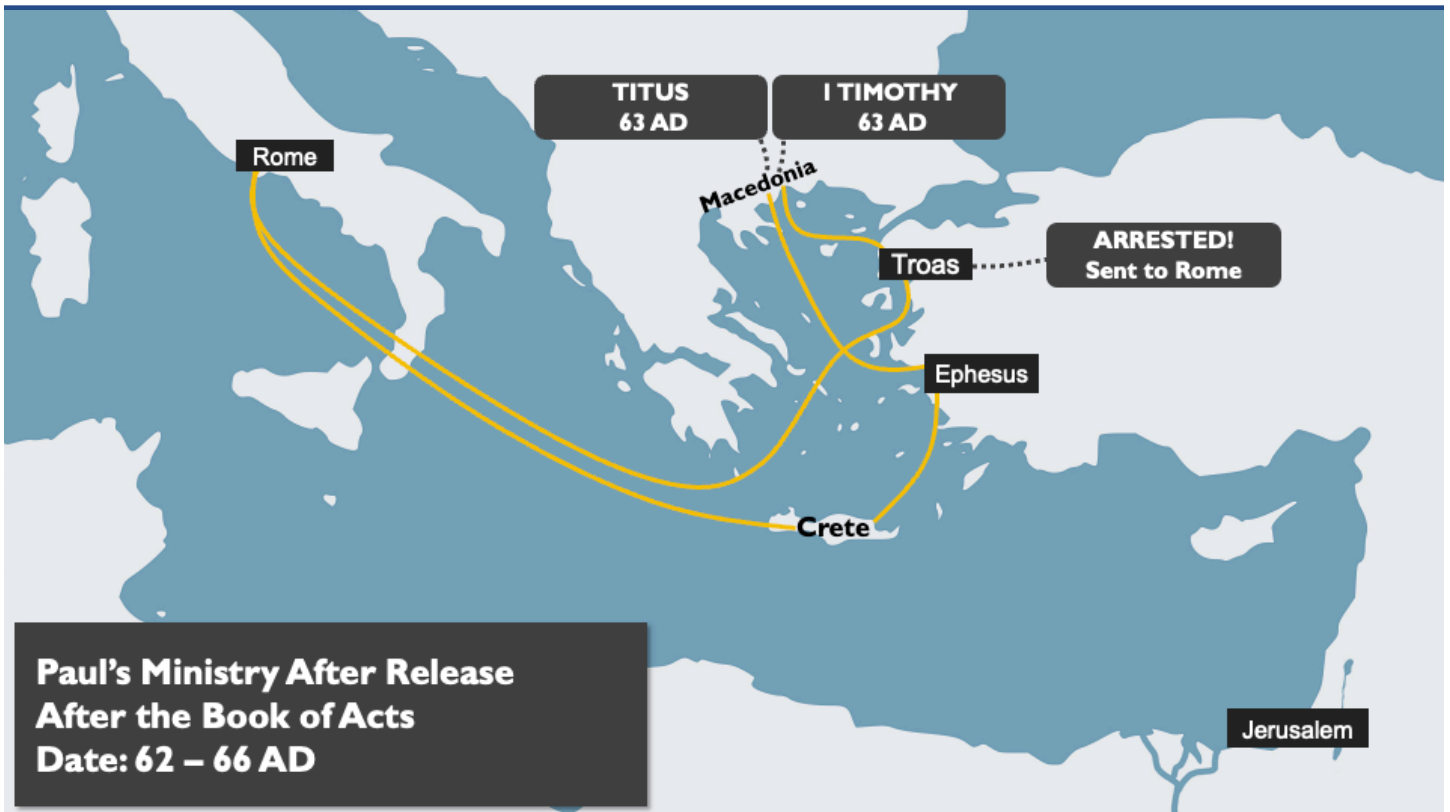 TITUS
63 AD
I TIMOTHY
63 AD
Rome
Macedonia
ARRESTED!
Sent to Rome
Troas
Ephesus
Crete
Paul's Ministry After Release
After the Book of Acts
Date: 62 – 66 AD
Jerusalem